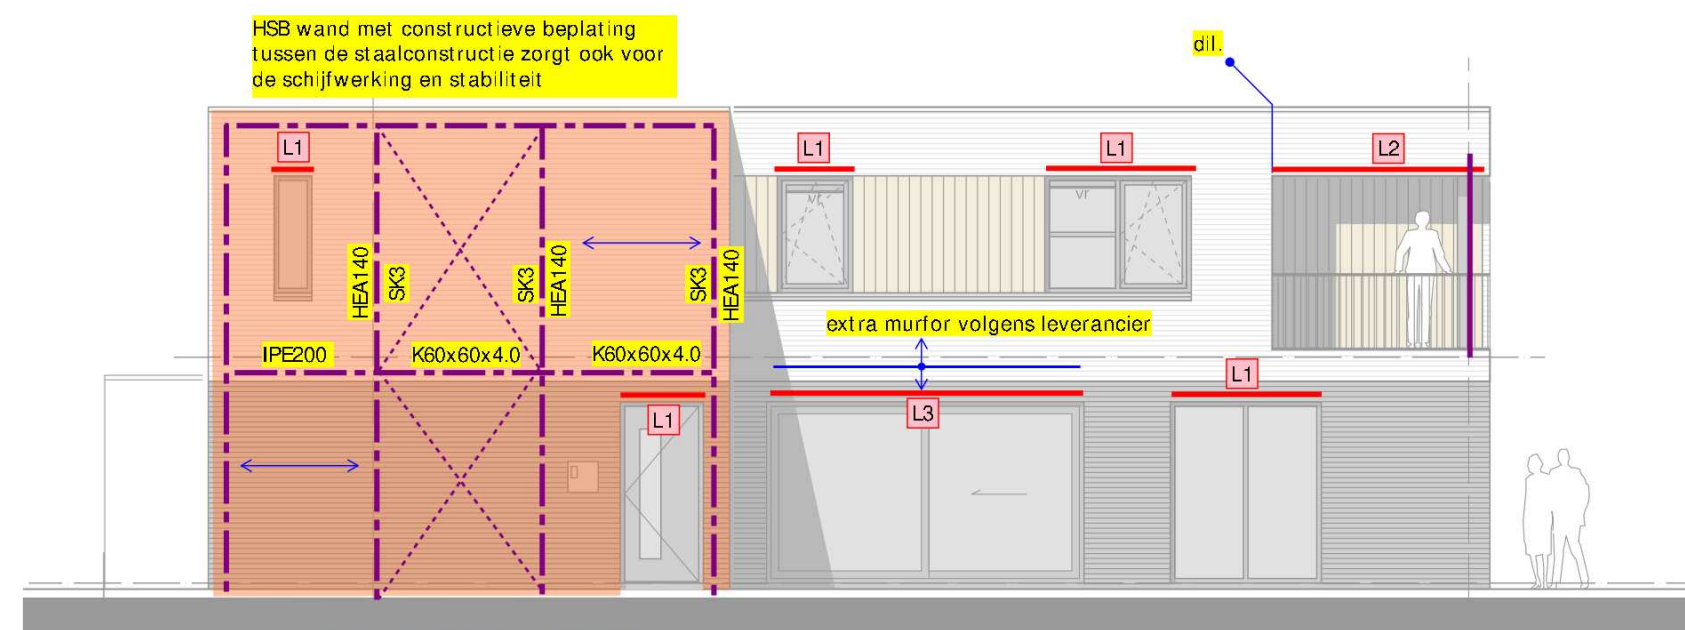 HSB wand met constructieve beplating
tussen de staalconstructie zorgt ook voor
de schijfwerking en stabiliteit
dil.
L1
L1
L1
L2
vr
vr
HEA140
SK3
SK3
HEA140
SK3
HEA140
extra murfor volgens leverancier
IPE200
K60x60x4.0
K60x60x4.0
L1
L1
L3